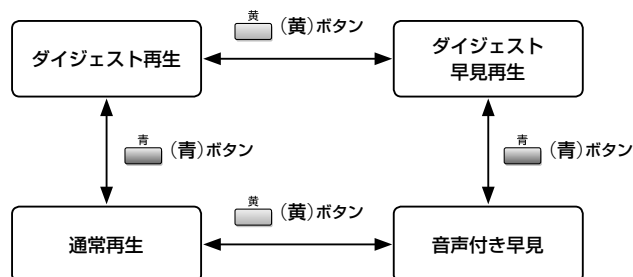 黄
(黄)ボタン
ダイジェスト再生
ダイジェスト
早見再生
青
(青)ボタン
青
(青)ボタン
黄
(黄)ボタン
通常再生
音声付き早見